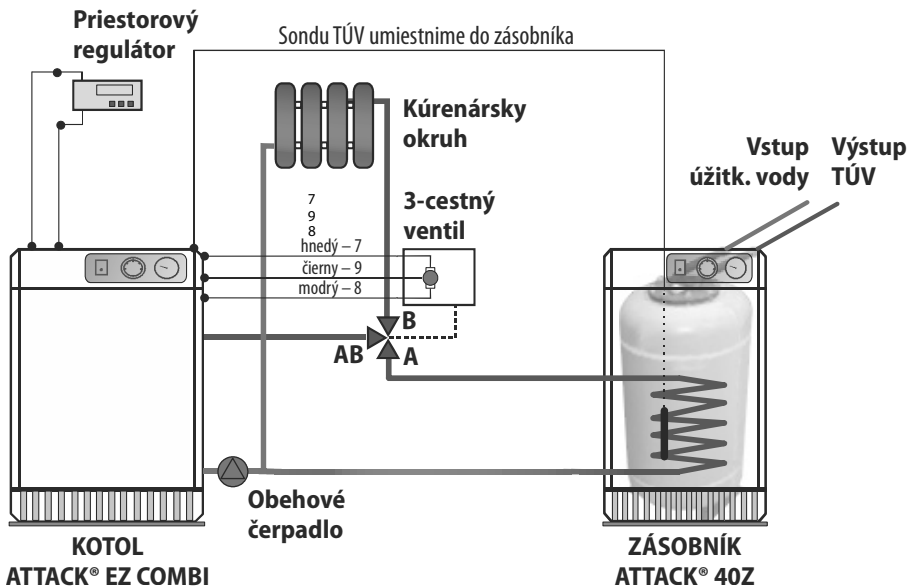 Priestorový
regulátor
Sondu TÚV umiestnime do zásobníka
Kúrenársky
okruh
Vstup
úžitk. vody
Výstup
TÚV
7
9
8
3-cestný
ventil
hnedý – 7
čierny – 9
modrý – 8
B
AB
A
Obehové
čerpadlo
KOTOL
ATTACK® EZ COMBI
ZÁSOBNÍK
ATTACK® 40Z